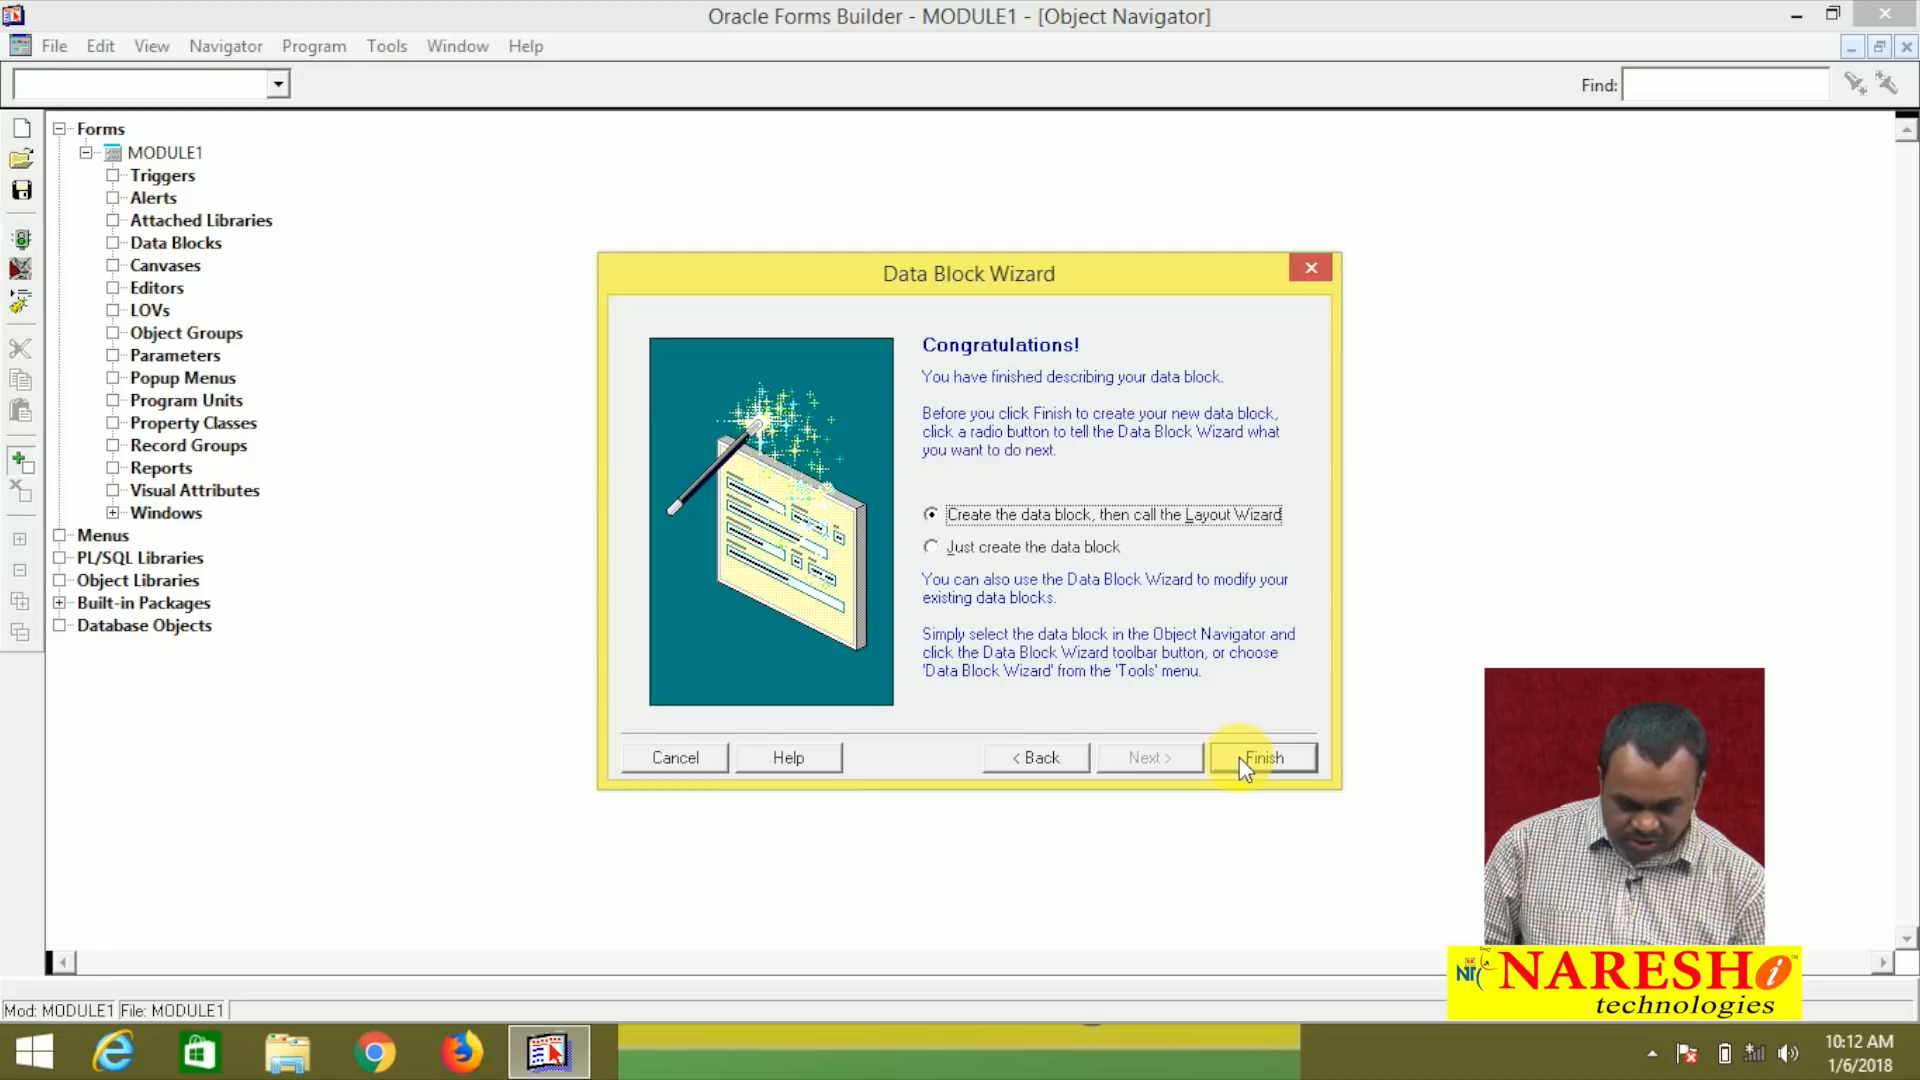 Oracle Forms Builder - MODULE1 - [Object Navigator]
File Edit View Navigator Program Tools Window Help
Find:
Forms
MODULE1
Triggers
Alerts
Attached Libraries
Data Blocks
Canvases
Editors
LOVs
Object Groups
Parameters
Popup Menus
Program Units
Property Classes
Record Groups
Reports
Visual Attributes
Windows
Menus
PL/SQL Libraries
Object Libraries
Built-in Packages
Database Objects
Data Block Wizard
Congratulations!
You have finished describing your data block.
Before you click Finish to create your new data block,
click a radio button to tell the Data Block Wizard what
you want to do next.
Create the data block, then call the Layout Wizard
Just create the data block
You can also use the Data Block Wizard to modify your
existing data blocks.
Simply select the data block in the Object Navigator and
click the Data Block Wizard toolbar button, or choose
'Data Block Wizard' from the 'Tools' menu.
Cancel Help < Back Next > Finish
NARESH i
technologies
Mod: MODULE1 File: MODULE1
10:12 AM
1/6/2018